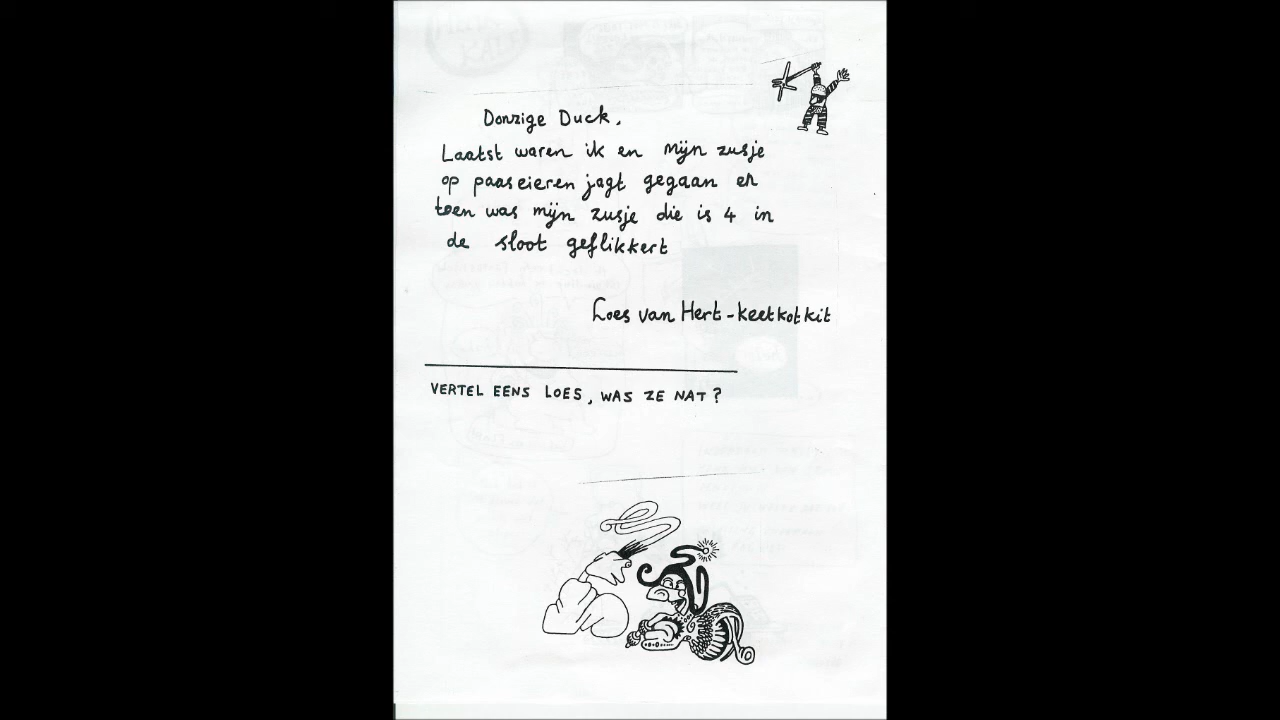 Donzige Duck,
Laatst waren ik en mijn zusje
op paaseieren jagt gegaan en
toen was mijn zusje die is 4 in
de sloot geflikkert
Loes van Hert-keetkotkit
VERTEL EENS LOES, WAS ZE NAT?